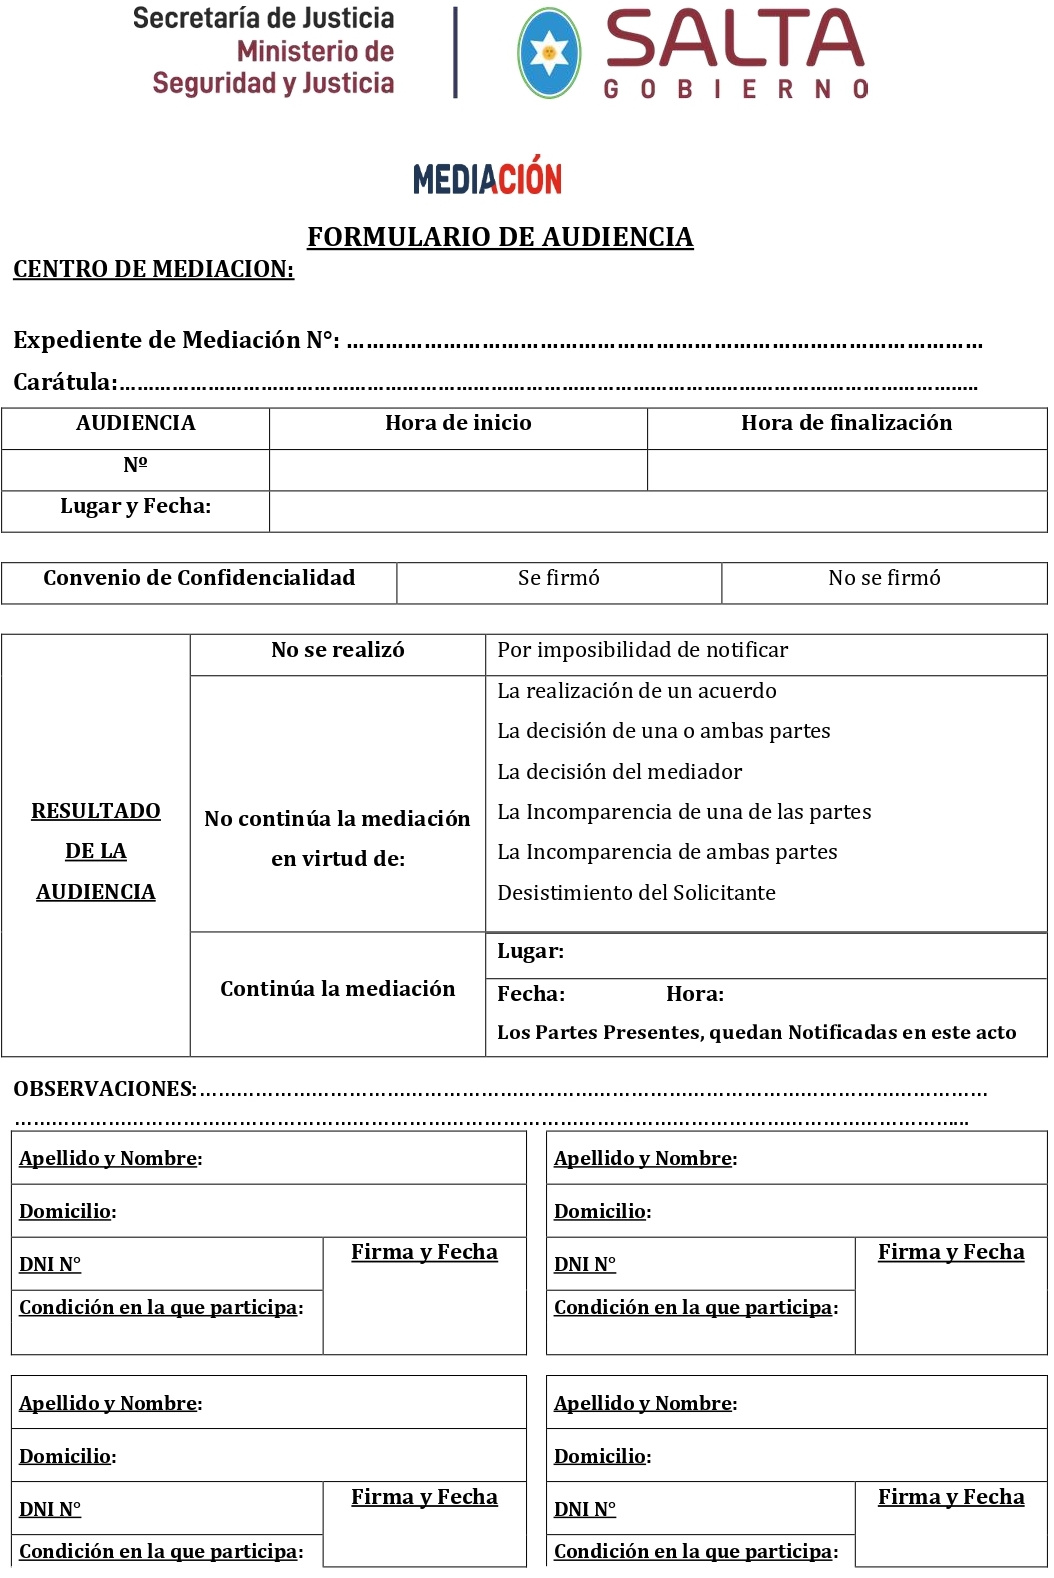 Secretaría de Justicia
Ministerio de
Seguridad y Justicia
SALTA
GOBIERNO
MEDIACIÓN
FORMULARIO DE AUDIENCIA
CENTRO DE MEDIACION:
Expediente de Mediación N°: ................................................................................
Carátula:................................................................................
AUDIENCIA Hora de inicio Hora de finalización
Nº
Lugar y Fecha:
Convenio de Confidencialidad Se firmó No se firmó
RESULTADO
DE LA
AUDIENCIA
No se realizó Por imposibilidad de notificar
No continúa la mediación
en virtud de:
La realización de un acuerdo
La decisión de una o ambas partes
La decisión del mediador
La Incomparencia de una de las partes
La Incomparencia de ambas partes
Desistimiento del Solicitante
Continúa la mediación
Lugar:
Fecha: Hora:
Los Partes Presentes, quedan Notificadas en este acto
OBSERVACIONES:................................................................................
................................................................................
Apellido y Nombre:
Domicilio:
DNI N°
Firma y Fecha
Condición en la que participa:
Apellido y Nombre:
Domicilio:
DNI N°
Firma y Fecha
Condición en la que participa:
Apellido y Nombre:
Domicilio:
DNI N°
Firma y Fecha
Condición en la que participa:
Apellido y Nombre:
Domicilio:
DNI N°
Firma y Fecha
Condición en la que participa: